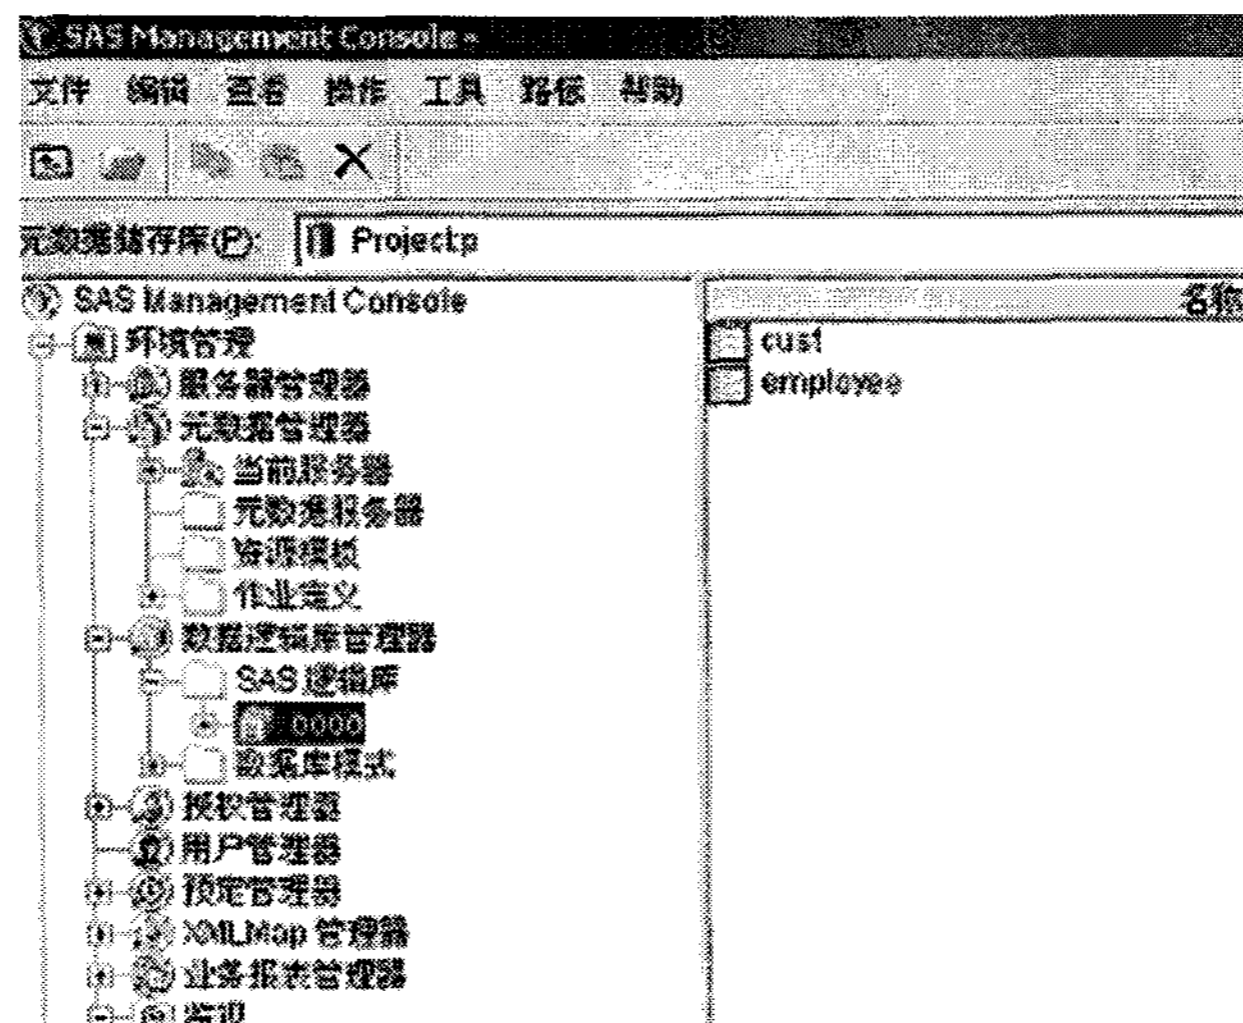 SAS Management Console -
文件 编辑 查看 操作 工具 路标 帮助
元数据储存库(P): Projectp
SAS Management Console
名称
环境管理
cust
服务器管理器
employee
元数据管理器
当前服务器
元数据服务器
资源模板
作业定义
数据逻辑库管理器
SAS 逻辑库
0000
数据库模式
授权管理器
用户管理器
预定管理器
XMLMap 管理器
业务报表管理器